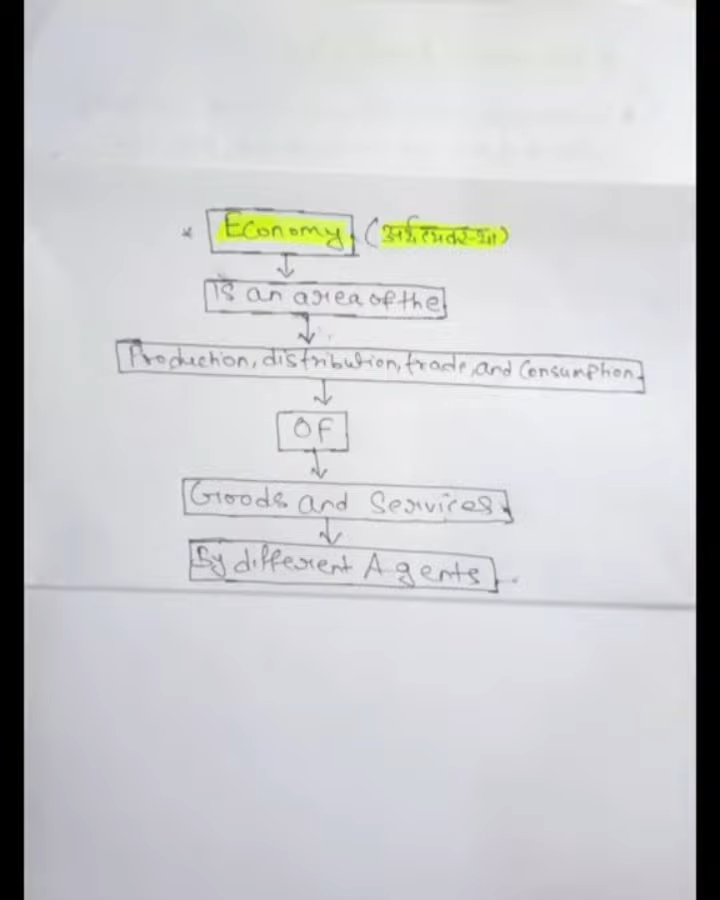 * Economy (अर्थव्यवस्था)
is an area of the
Production, distribution, trade, and Consumption
OF
Goods and Services
By different Agents.